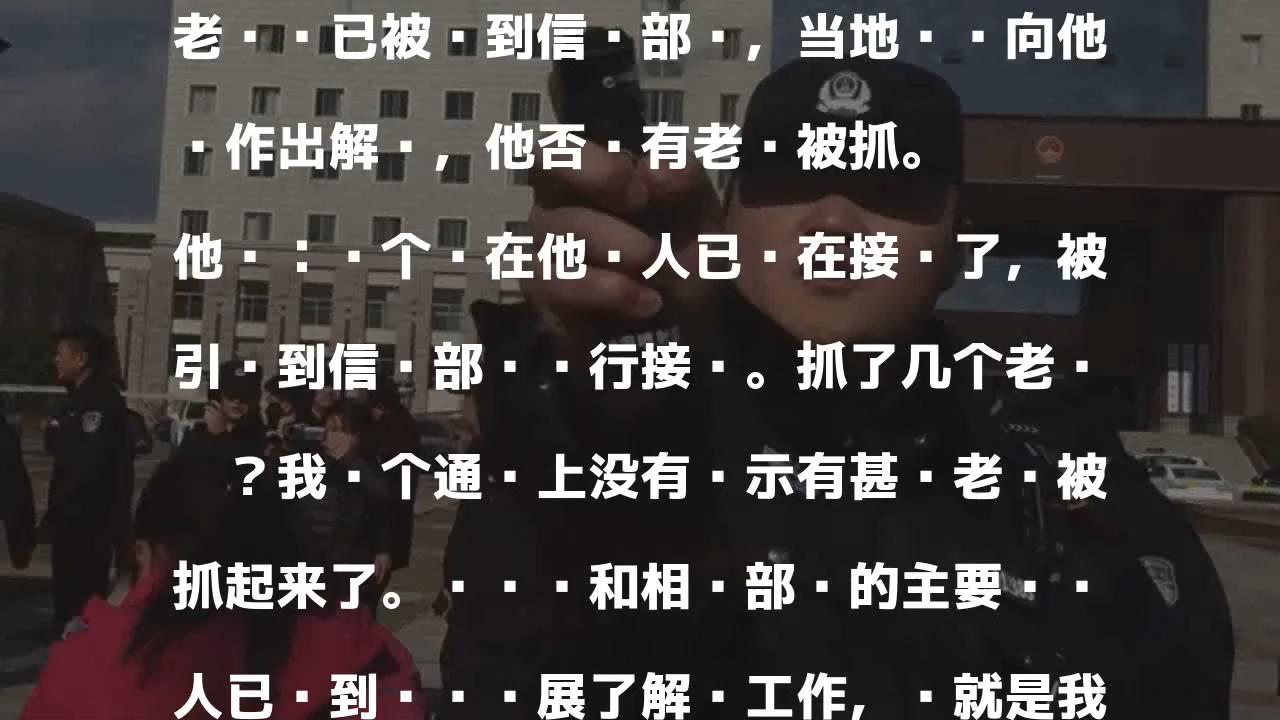 老··已被·到信·部·，当地··向他
·作出解·，他否·有老·被抓。
他·：·个·在他·人已·在接·了，被
引·到信·部··行接·。抓了几个老·
？我·个通·上没有·示有甚·老·被
抓起来了。···和相·部·的主要··
人已·到···展了解·工作，·就是我